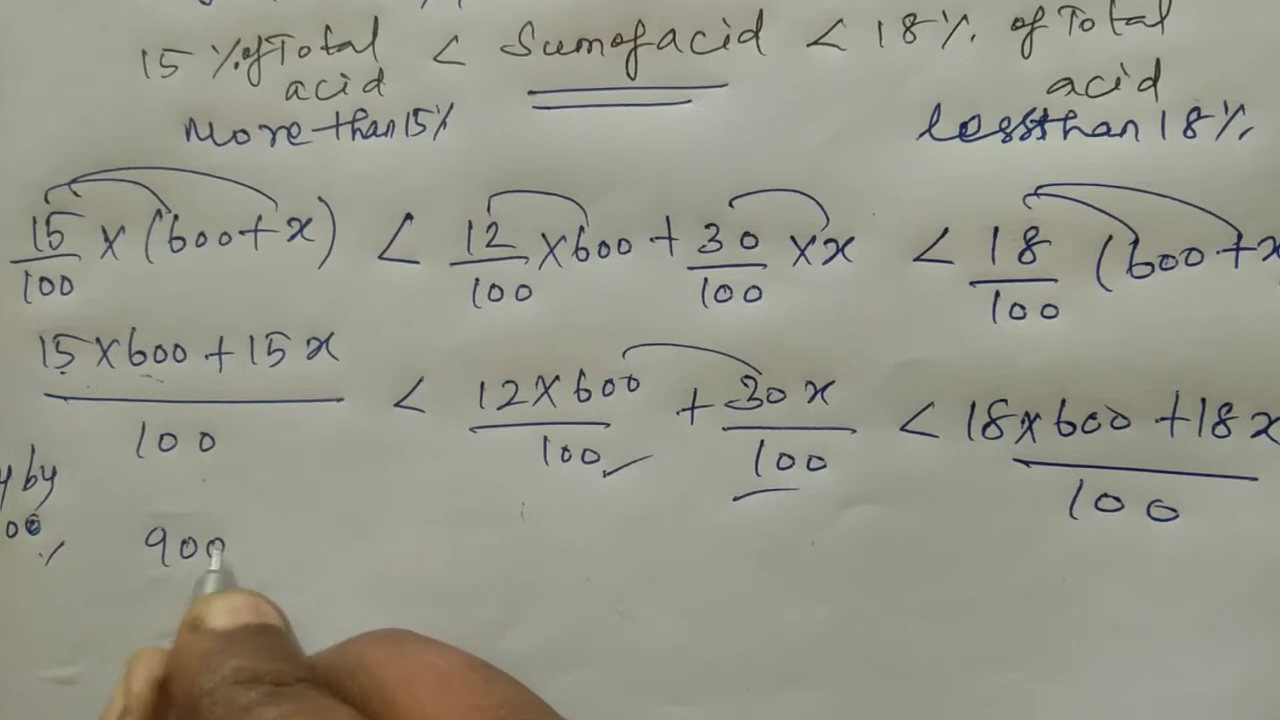 15 % of Total acid < Sum of acid < 18 % of Total acid
More than 15% less than 18 %
15/100 × (600 + x) < 12/100 × 600 + 30/100 × x < 18/100 (600 + x
15 × 600 + 15x / 100 < 12 × 600 / 100 + 30x / 100 < 18 × 600 + 18x / 100
y by
00
900